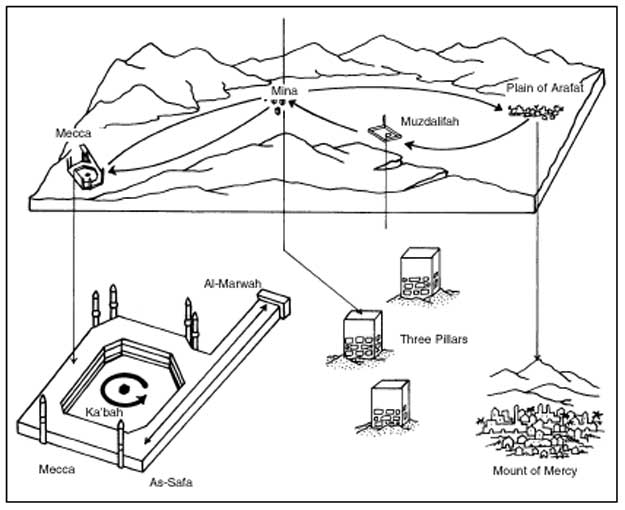 Mina
Plain of Arafat
Muzdalifah
Mecca
Al-Marwah
Three Pillars
Ka'bah
Mecca
As-Safa
Mount of Mercy